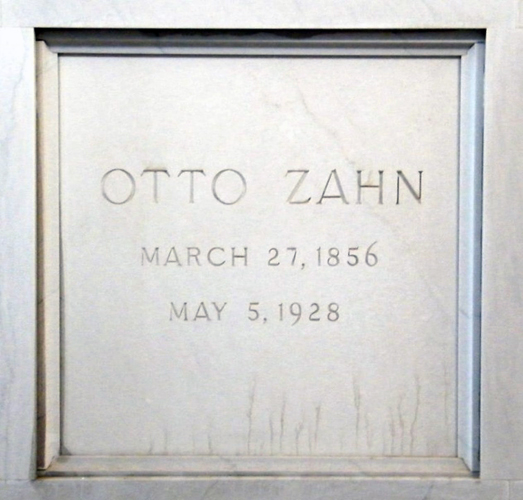 OTTO ZAHN
MARCH 27, 1856
MAY 5, 1928